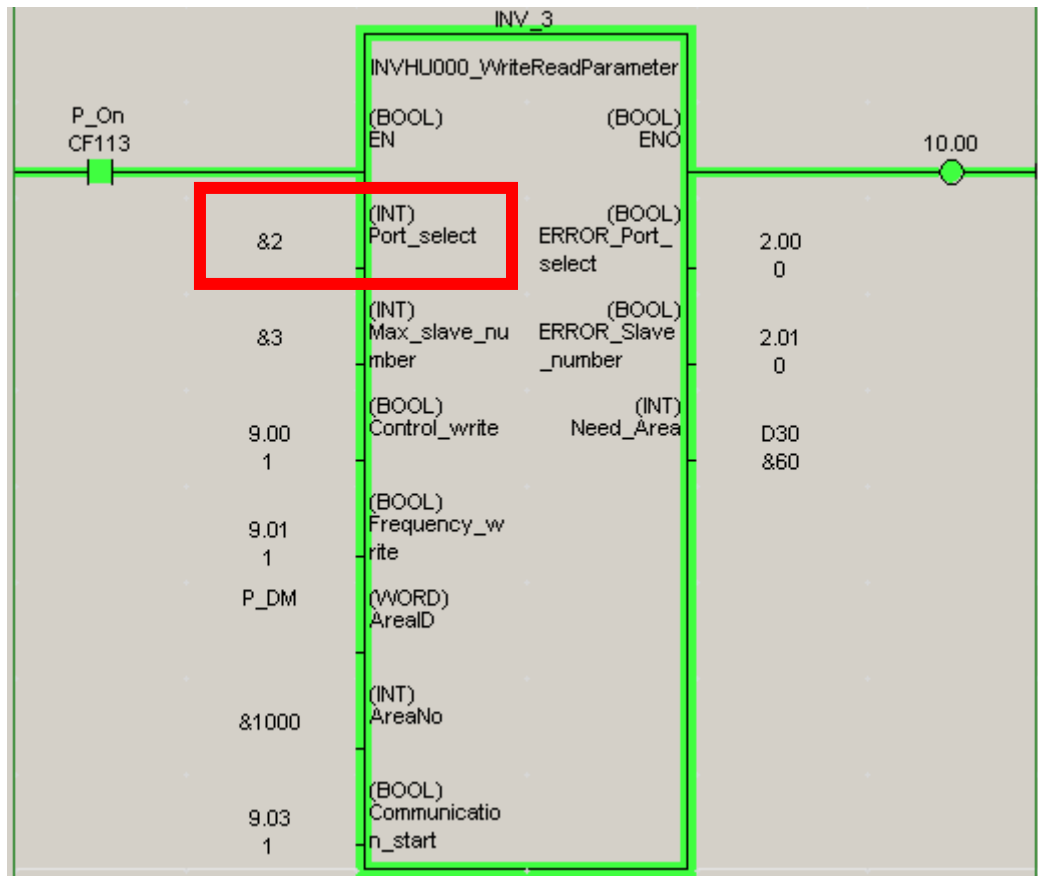 INV_3
INVHU000_WriteReadParameter
P_On
CF113
(BOOL)
EN
(BOOL)
ENO
10.00
&2
(INT)
Port_select
(BOOL)
ERROR_Port_
select
2.00
0
&3
(INT)
Max_slave_nu
mber
(BOOL)
ERROR_Slave
_number
2.01
0
9.00
1
(BOOL)
Control_write
(INT)
Need_Area
D30
&60
9.01
1
(BOOL)
Frequency_w
rite
P_DM
(WORD)
AreaID
&1000
(INT)
AreaNo
9.03
1
(BOOL)
Communicatio
n_start